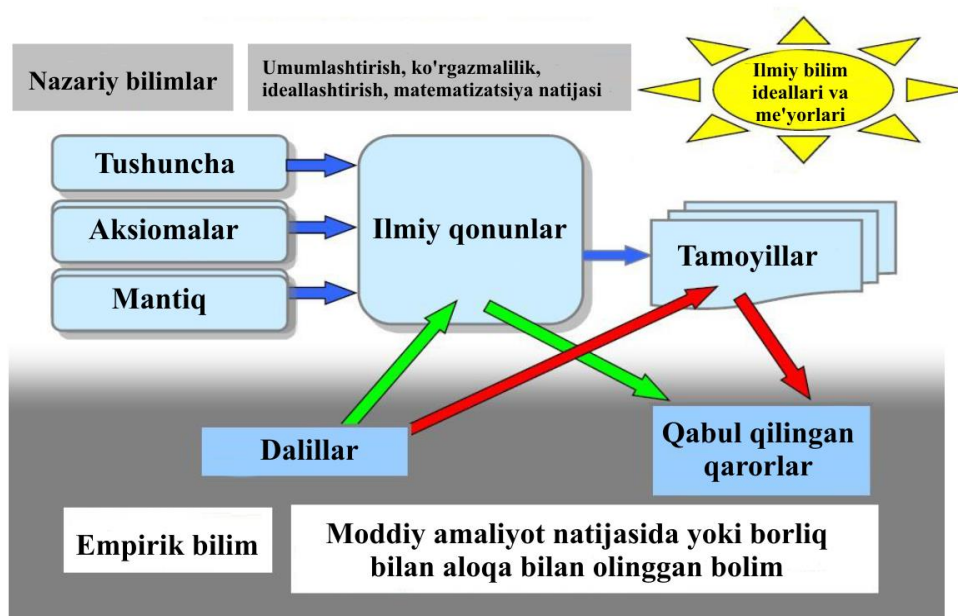 Nazariy bilimlar
Umumlashtirish, ko'rgazmalilik,
ideallashtirish, matematizatsiya natijasi
Ilmiy bilim
ideallari va
me'yorlari
Tushuncha
Aksiomalar
Mantiq
Ilmiy qonunlar
Tamoyillar
Dalillar
Qabul qilingan
qarorlar
Empirik bilim
Moddiy amaliyot natijasida yoki borliq
bilan aloqa bilan olinggan bolim